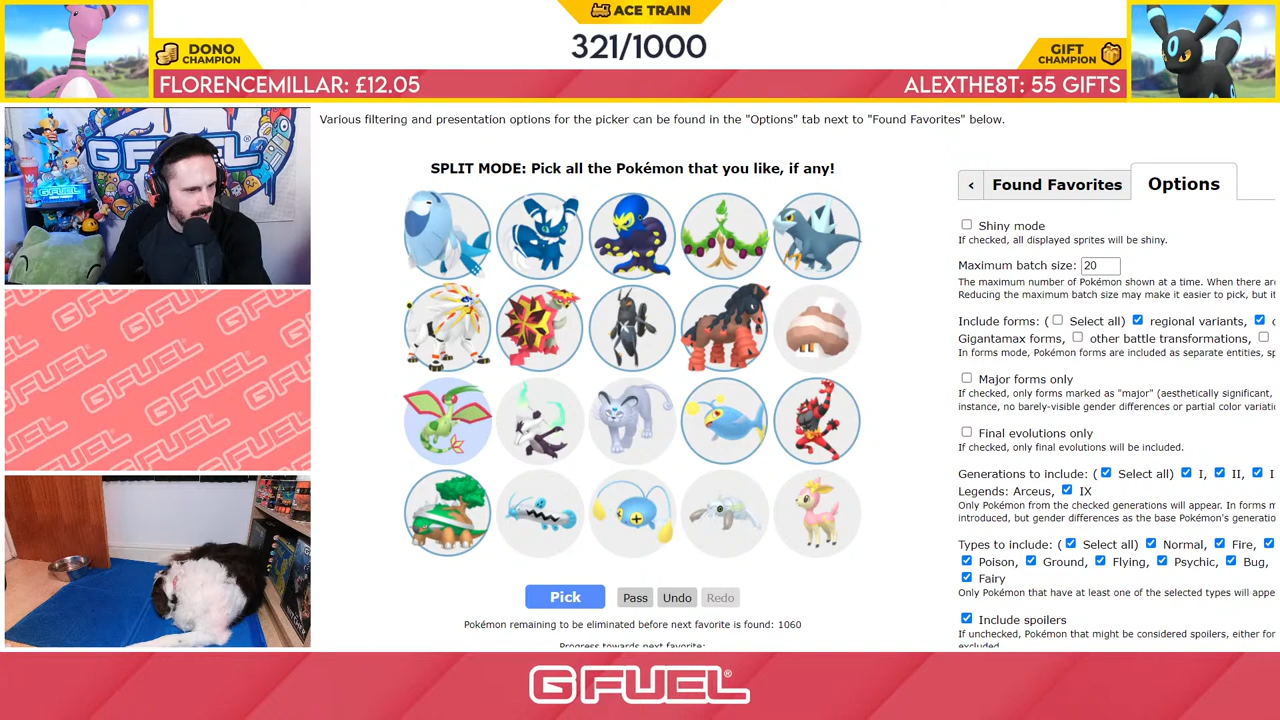 ACE TRAIN
321/1000
DONO
CHAMPION
GIFT
CHAMPION
FLORENCEMILLAR: £12.05
ALEXTHE8T: 55 GIFTS
GFUEL
Various filtering and presentation options for the picker can be found in the "Options" tab next to "Found Favorites" below.
SPLIT MODE: Pick all the Pokémon that you like, if any!
‹ Found Favorites Options
Shiny mode
If checked, all displayed sprites will be shiny.
Maximum batch size: 20
The maximum number of Pokémon shown at a time. When there are
Reducing the maximum batch size may make it easier to pick, but it
Include forms: ( Select all) regional variants,
Gigantamax forms, other battle transformations,
In forms mode, Pokémon forms are included as separate entities, sp
Major forms only
If checked, only forms marked as "major" (aesthetically significant,
instance, no barely-visible gender differences or partial color variatic
Final evolutions only
If checked, only final evolutions will be included.
Generations to include: ( Select all) I, II, I
Legends: Arceus, IX
Only Pokémon from the checked generations will appear. In forms m
introduced, but gender differences as the base Pokémon's generatio
Types to include: ( Select all) Normal, Fire,
Poison, Ground, Flying, Psychic, Bug,
Fairy
Only Pokémon that have at least one of the selected types will appe
Include spoilers
If unchecked, Pokémon that might be considered spoilers, either for
excluded.
Pick Pass Undo Redo
Pokémon remaining to be eliminated before next favorite is found: 1060
Progress towards next favorite:
GFUEL®